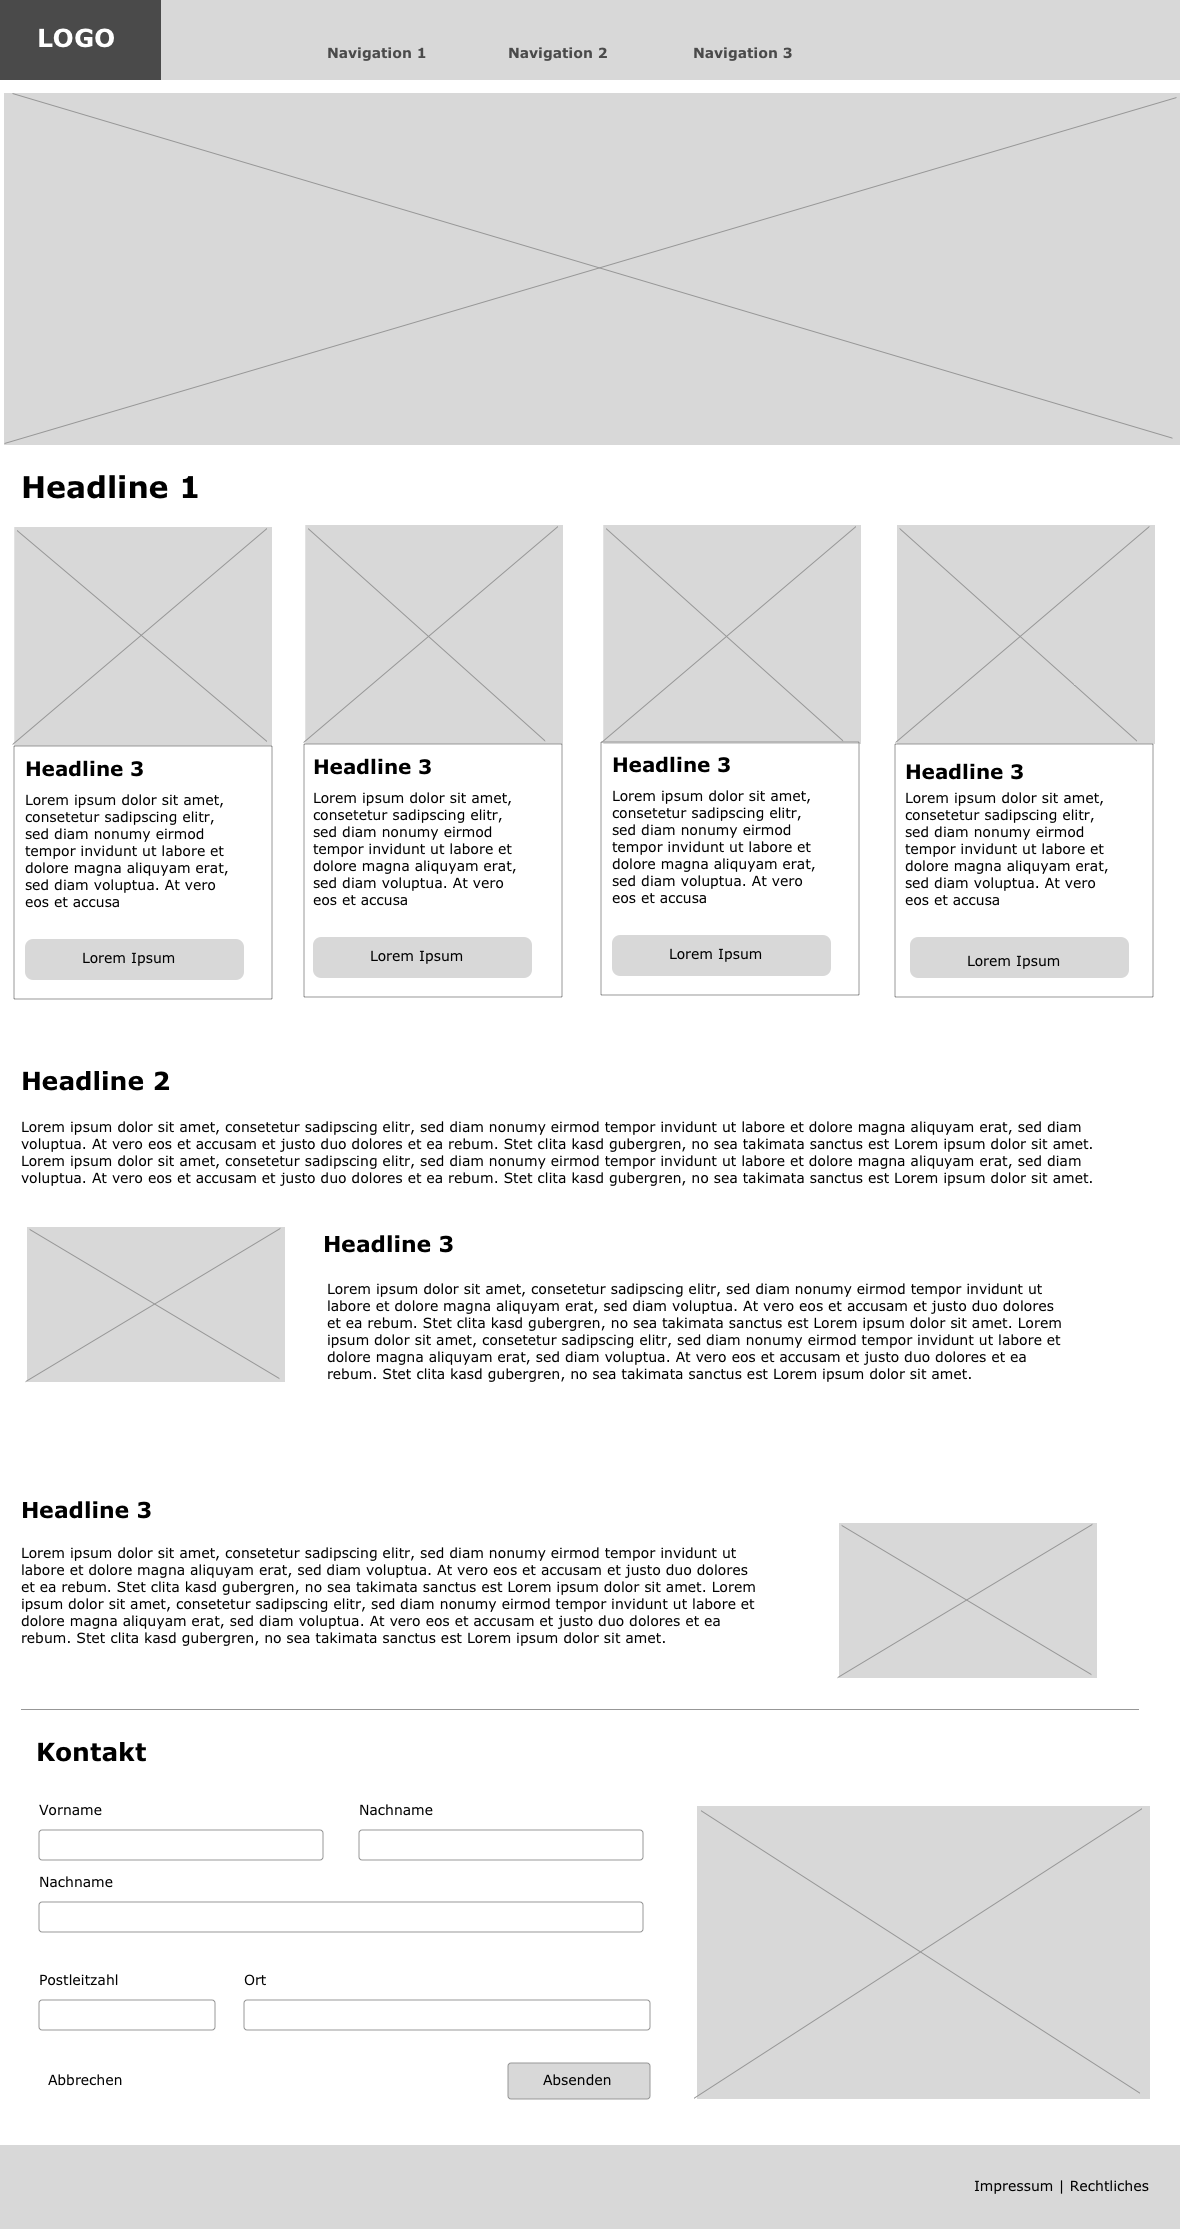 LOGO
Navigation 1
Navigation 2
Navigation 3
Headline 1
Headline 3
Lorem ipsum dolor sit amet,
consetetur sadipscing elitr,
sed diam nonumy eirmod
tempor invidunt ut labore et
dolore magna aliquyam erat,
sed diam voluptua. At vero
eos et accusa
Lorem Ipsum
Headline 3
Lorem ipsum dolor sit amet,
consetetur sadipscing elitr,
sed diam nonumy eirmod
tempor invidunt ut labore et
dolore magna aliquyam erat,
sed diam voluptua. At vero
eos et accusa
Lorem Ipsum
Headline 3
Lorem ipsum dolor sit amet,
consetetur sadipscing elitr,
sed diam nonumy eirmod
tempor invidunt ut labore et
dolore magna aliquyam erat,
sed diam voluptua. At vero
eos et accusa
Lorem Ipsum
Headline 3
Lorem ipsum dolor sit amet,
consetetur sadipscing elitr,
sed diam nonumy eirmod
tempor invidunt ut labore et
dolore magna aliquyam erat,
sed diam voluptua. At vero
eos et accusa
Lorem Ipsum
Headline 2
Lorem ipsum dolor sit amet, consetetur sadipscing elitr, sed diam nonumy eirmod tempor invidunt ut labore et dolore magna aliquyam erat, sed diam
voluptua. At vero eos et accusam et justo duo dolores et ea rebum. Stet clita kasd gubergren, no sea takimata sanctus est Lorem ipsum dolor sit amet.
Lorem ipsum dolor sit amet, consetetur sadipscing elitr, sed diam nonumy eirmod tempor invidunt ut labore et dolore magna aliquyam erat, sed diam
voluptua. At vero eos et accusam et justo duo dolores et ea rebum. Stet clita kasd gubergren, no sea takimata sanctus est Lorem ipsum dolor sit amet.
Headline 3
Lorem ipsum dolor sit amet, consetetur sadipscing elitr, sed diam nonumy eirmod tempor invidunt ut
labore et dolore magna aliquyam erat, sed diam voluptua. At vero eos et accusam et justo duo dolores
et ea rebum. Stet clita kasd gubergren, no sea takimata sanctus est Lorem ipsum dolor sit amet. Lorem
ipsum dolor sit amet, consetetur sadipscing elitr, sed diam nonumy eirmod tempor invidunt ut labore et
dolore magna aliquyam erat, sed diam voluptua. At vero eos et accusam et justo duo dolores et ea
rebum. Stet clita kasd gubergren, no sea takimata sanctus est Lorem ipsum dolor sit amet.
Headline 3
Lorem ipsum dolor sit amet, consetetur sadipscing elitr, sed diam nonumy eirmod tempor invidunt ut
labore et dolore magna aliquyam erat, sed diam voluptua. At vero eos et accusam et justo duo dolores
et ea rebum. Stet clita kasd gubergren, no sea takimata sanctus est Lorem ipsum dolor sit amet. Lorem
ipsum dolor sit amet, consetetur sadipscing elitr, sed diam nonumy eirmod tempor invidunt ut labore et
dolore magna aliquyam erat, sed diam voluptua. At vero eos et accusam et justo duo dolores et ea
rebum. Stet clita kasd gubergren, no sea takimata sanctus est Lorem ipsum dolor sit amet.
Kontakt
Vorname
Nachname
Nachname
Postleitzahl
Ort
Abbrechen
Absenden
Impressum | Rechtliches